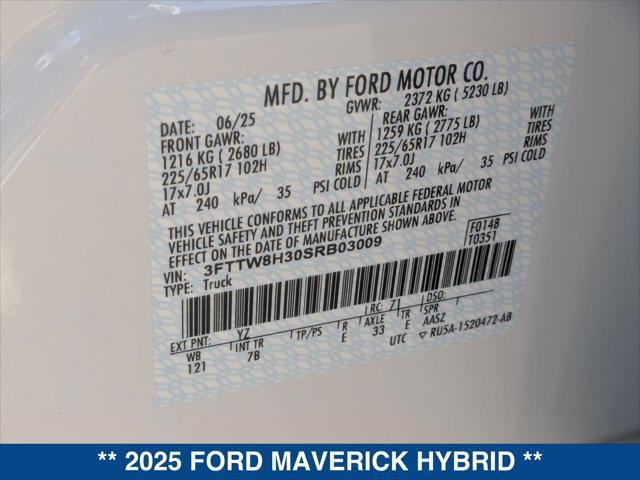 MFD. BY FORD MOTOR CO.
DATE: 06/25 GVWR: 2372 KG ( 5230 LB)
FRONT GAWR: REAR GAWR:
1216 KG ( 2680 LB) WITH 1259 KG ( 2775 LB) WITH
225/65R17 102H TIRES 225/65R17 102H TIRES
17x7.0J RIMS 17x7.0J RIMS
AT 240 kPa/ 35 PSI COLD AT 240 kPa/ 35 PSI COLD
THIS VEHICLE CONFORMS TO ALL APPLICABLE FEDERAL MOTOR
VEHICLE SAFETY AND THEFT PREVENTION STANDARDS IN
EFFECT ON THE DATE OF MANUFACTURE SHOWN ABOVE.
VIN: 3FTTW8H30SRB03009 F0148
TYPE: Truck T0351
EXT PNT: YZ RC: 71 DSO:
WB INT TR TP/PS R AXLE TR SPR
121 7B E 33 E AASZ
UTC ▽ RU5A-1520472-AB
** 2025 FORD MAVERICK HYBRID **